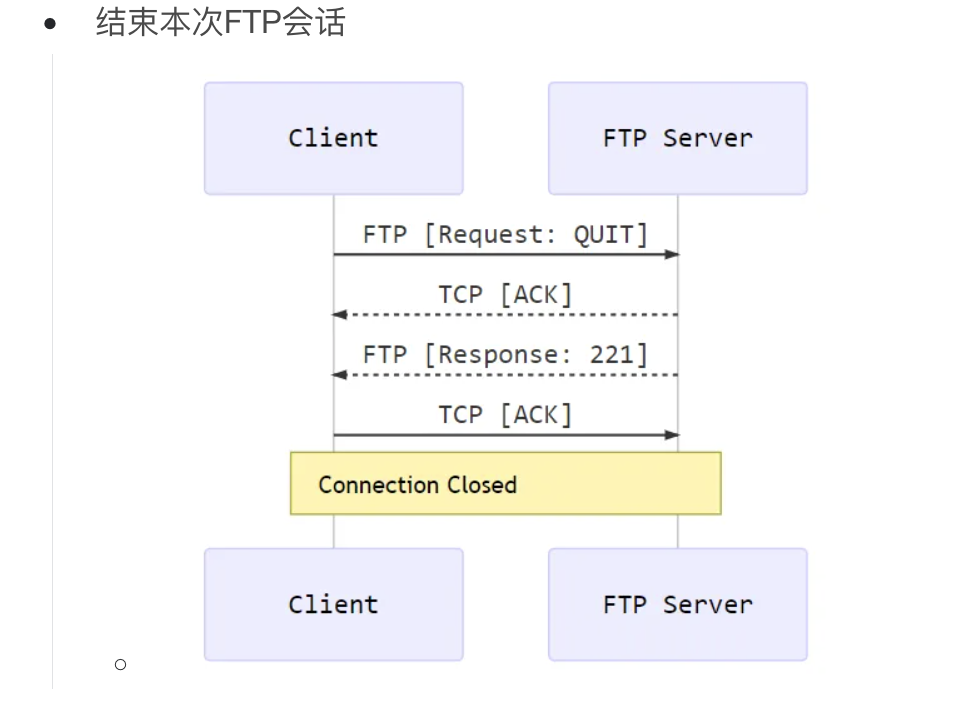 结束本次FTP会话
Client
FTP Server
FTP [Request: QUIT]
TCP [ACK]
FTP [Response: 221]
TCP [ACK]
Connection Closed
Client
FTP Server